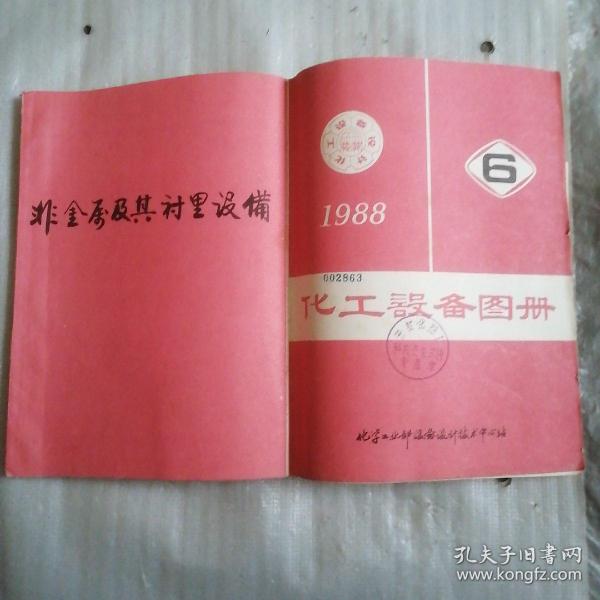 非金属及其衬里设備
6
1988
002863
化工設备图册
化学工业部设备设计技术中心站
孔夫子旧书网
www.kongfz.com